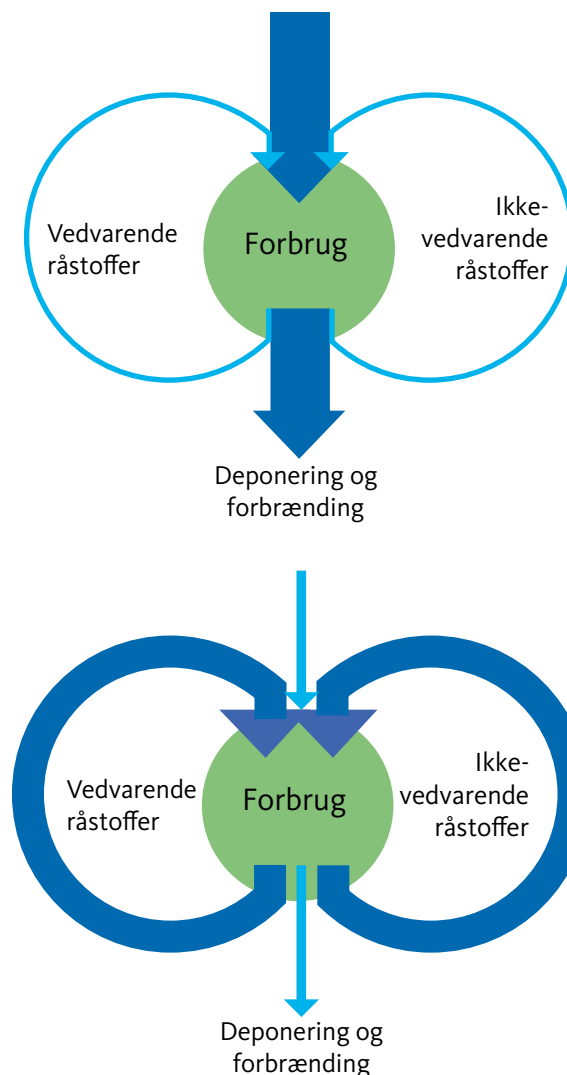 Vedvarende
råstoffer
Forbrug
Ikke-
vedvarende
råstoffer
Deponering og
forbrænding
Vedvarende
råstoffer
Forbrug
Ikke-
vedvarende
råstoffer
Deponering og
forbrænding